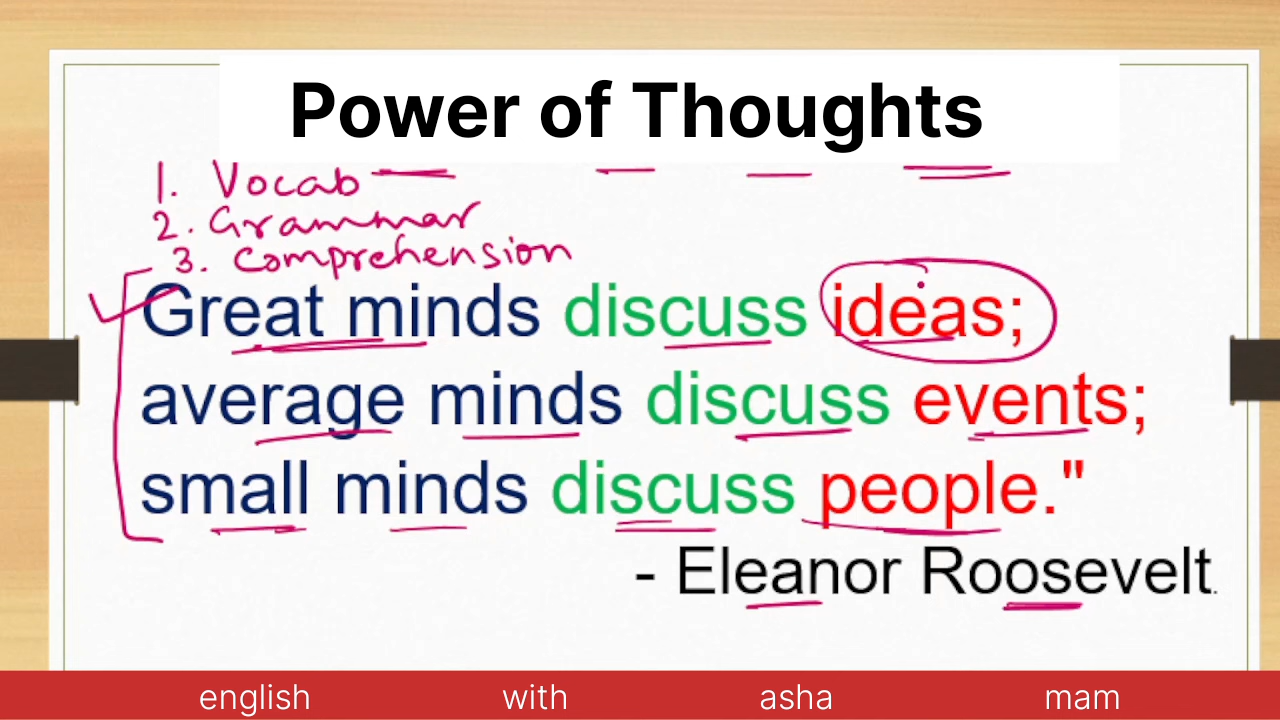 Power of Thoughts
1. Vocab
2. Grammar
3. Comprehension
Great minds discuss ideas;
average minds discuss events;
small minds discuss people."
- Eleanor Roosevelt.
english with asha mam